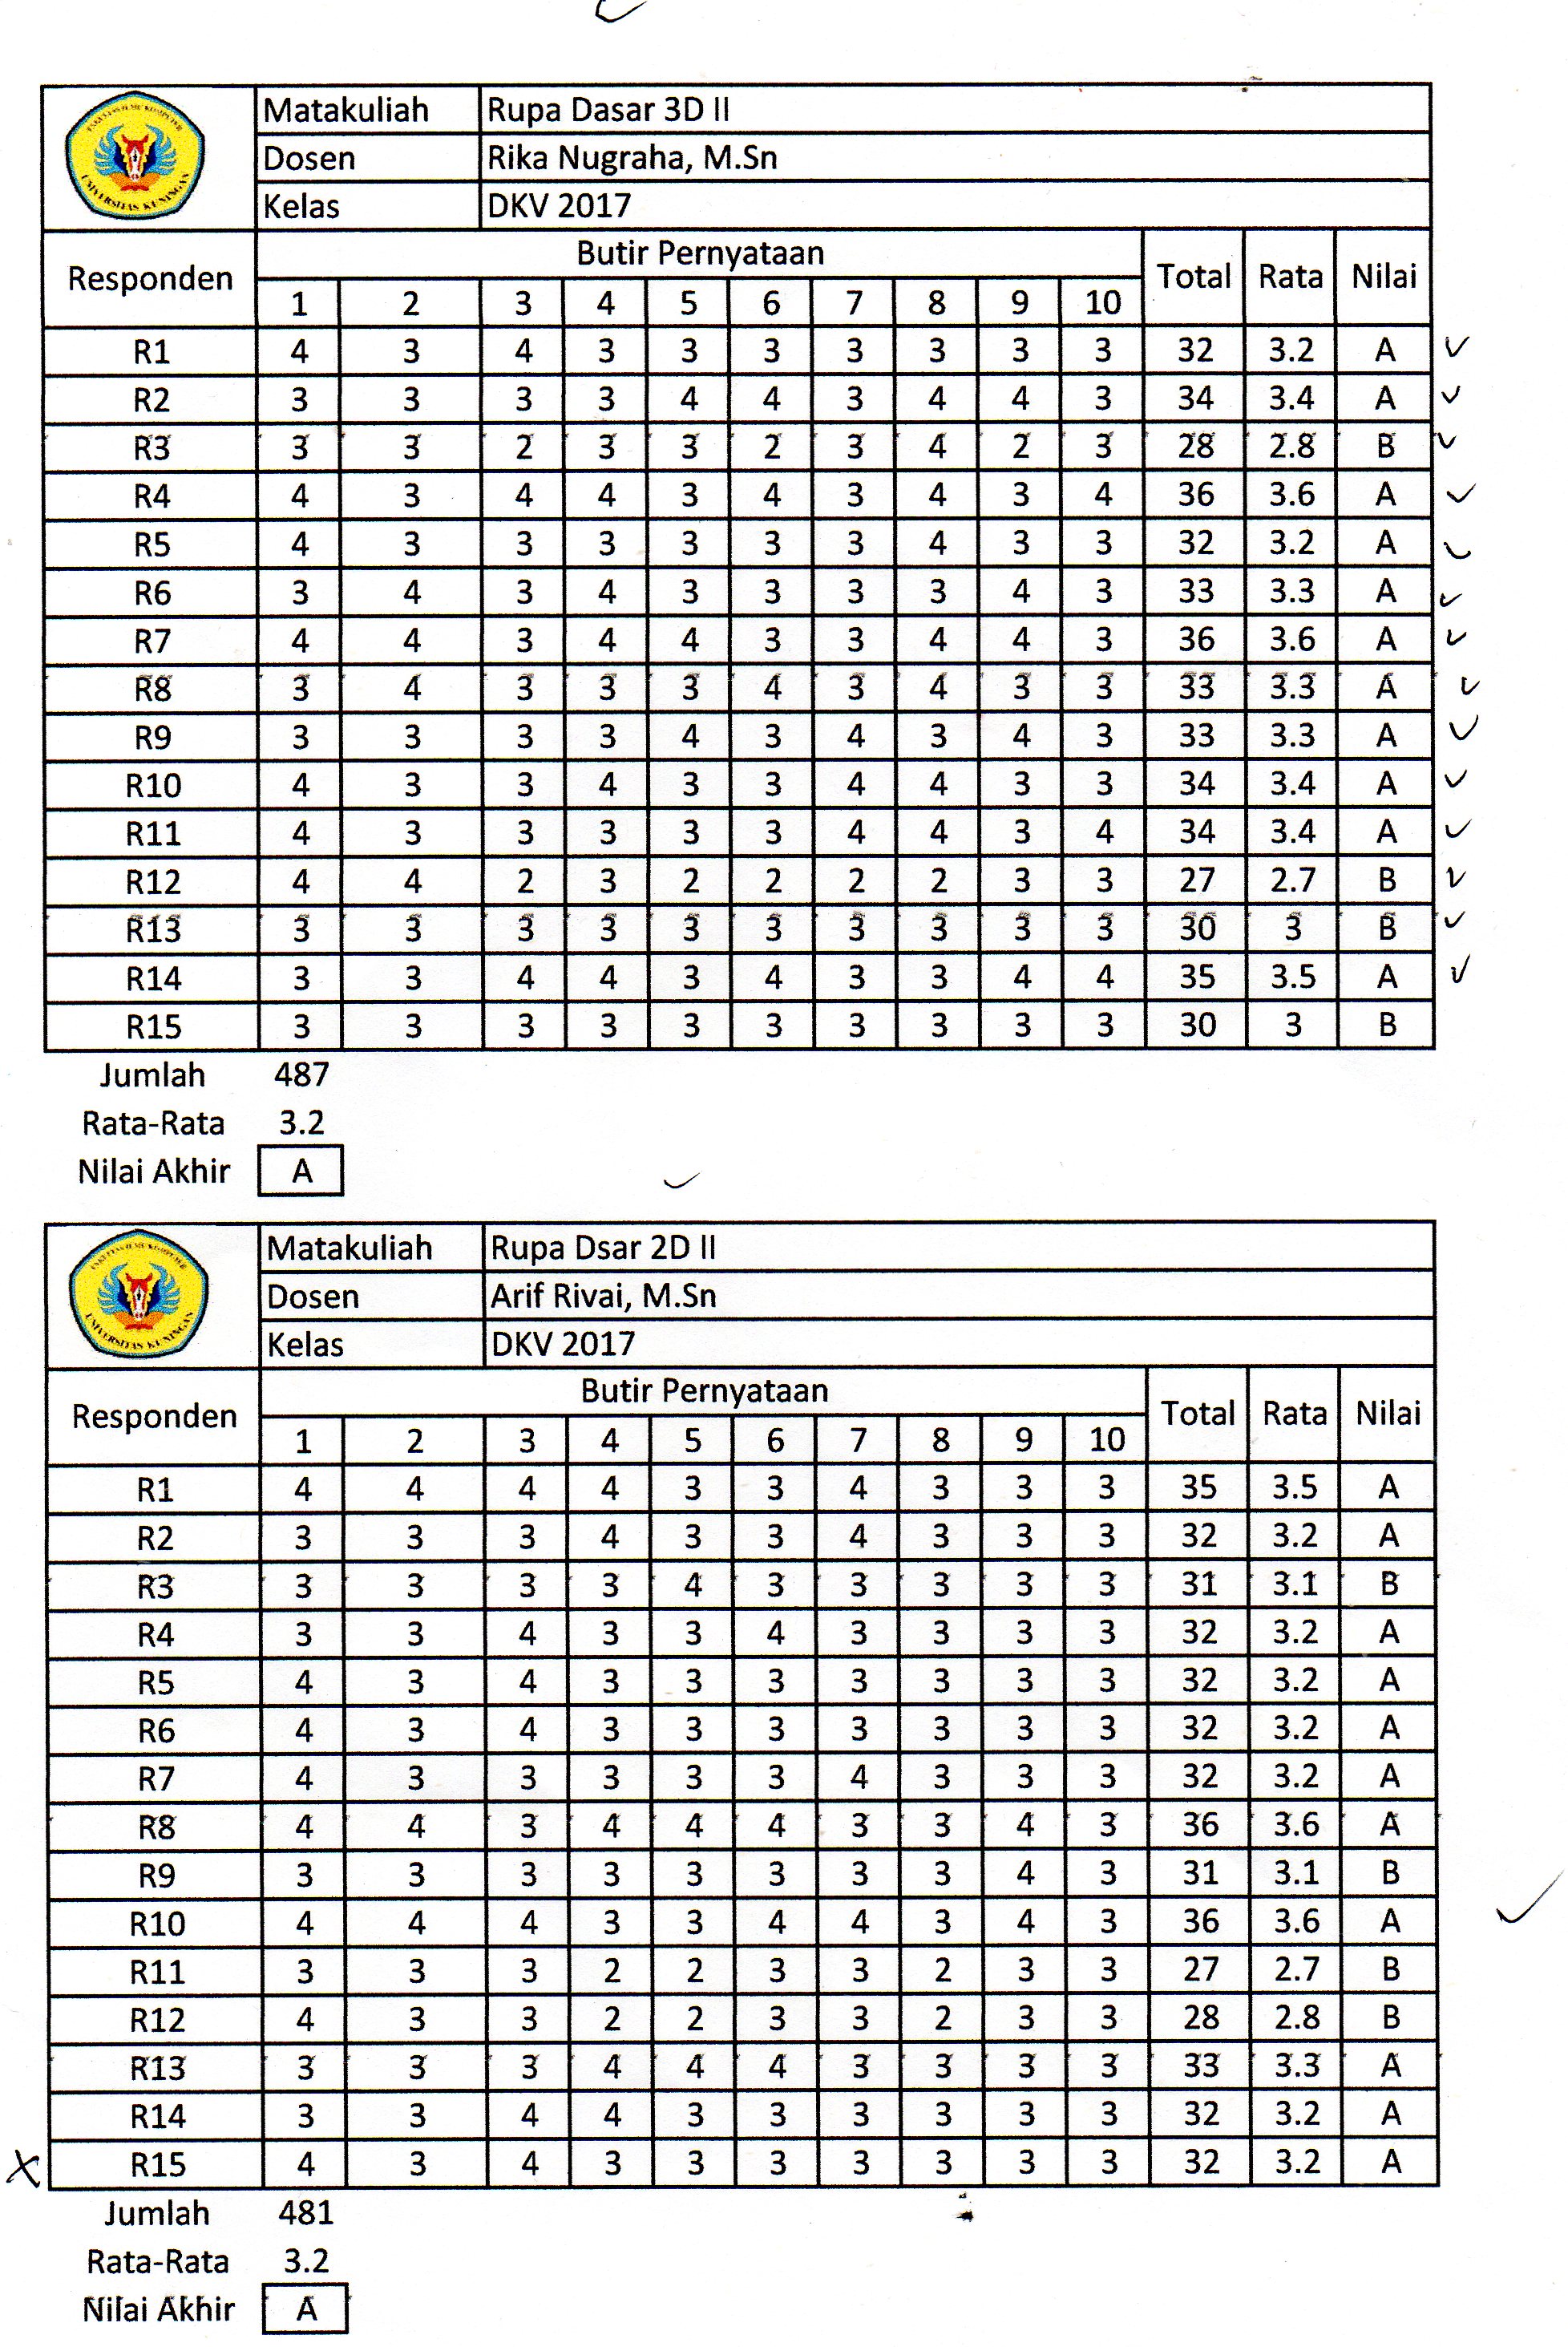 FAKULTAS ILMU KOMPUTER
UNIVERSITAS KUNINGAN
Matakuliah Rupa Dasar 3D II
Dosen Rika Nugraha, M.Sn
Kelas DKV 2017
Responden Butir Pernyataan Total Rata Nilai
1 2 3 4 5 6 7 8 9 10
R1 4 3 4 3 3 3 3 3 3 3 32 3.2 A
R2 3 3 3 3 4 4 3 4 4 3 34 3.4 A
R3 3 3 2 3 3 2 3 4 2 3 28 2.8 B
R4 4 3 4 4 3 4 3 4 3 4 36 3.6 A
R5 4 3 3 3 3 3 3 4 3 3 32 3.2 A
R6 3 4 3 4 3 3 3 3 4 3 33 3.3 A
R7 4 4 3 4 4 3 3 4 4 3 36 3.6 A
R8 3 4 3 3 3 4 3 4 3 3 33 3.3 A
R9 3 3 3 3 4 3 4 3 4 3 33 3.3 A
R10 4 3 3 4 3 3 4 4 3 3 34 3.4 A
R11 4 3 3 3 3 3 4 4 3 4 34 3.4 A
R12 4 4 2 3 2 2 2 2 3 3 27 2.7 B
R13 3 3 3 3 3 3 3 3 3 3 30 3 B
R14 3 3 4 4 3 4 3 3 4 4 35 3.5 A
R15 3 3 3 3 3 3 3 3 3 3 30 3 B
Jumlah 487
Rata-Rata 3.2
Nilai Akhir A
FAKULTAS ILMU KOMPUTER
UNIVERSITAS KUNINGAN
Matakuliah Rupa Dsar 2D II
Dosen Arif Rivai, M.Sn
Kelas DKV 2017
Responden Butir Pernyataan Total Rata Nilai
1 2 3 4 5 6 7 8 9 10
R1 4 4 4 4 3 3 4 3 3 3 35 3.5 A
R2 3 3 3 4 3 3 4 3 3 3 32 3.2 A
R3 3 3 3 3 4 3 3 3 3 3 31 3.1 B
R4 3 3 4 3 3 4 3 3 3 3 32 3.2 A
R5 4 3 4 3 3 3 3 3 3 3 32 3.2 A
R6 4 3 4 3 3 3 3 3 3 3 32 3.2 A
R7 4 3 3 3 3 3 4 3 3 3 32 3.2 A
R8 4 4 3 4 4 4 3 3 4 3 36 3.6 A
R9 3 3 3 3 3 3 3 3 4 3 31 3.1 B
R10 4 4 4 3 3 4 4 3 4 3 36 3.6 A
R11 3 3 3 2 2 3 3 2 3 3 27 2.7 B
R12 4 3 3 2 2 3 3 2 3 3 28 2.8 B
R13 3 3 3 4 4 4 3 3 3 3 33 3.3 A
R14 3 3 4 4 3 3 3 3 3 3 32 3.2 A
R15 4 3 4 3 3 3 3 3 3 3 32 3.2 A
Jumlah 481
Rata-Rata 3.2
Nilai Akhir A